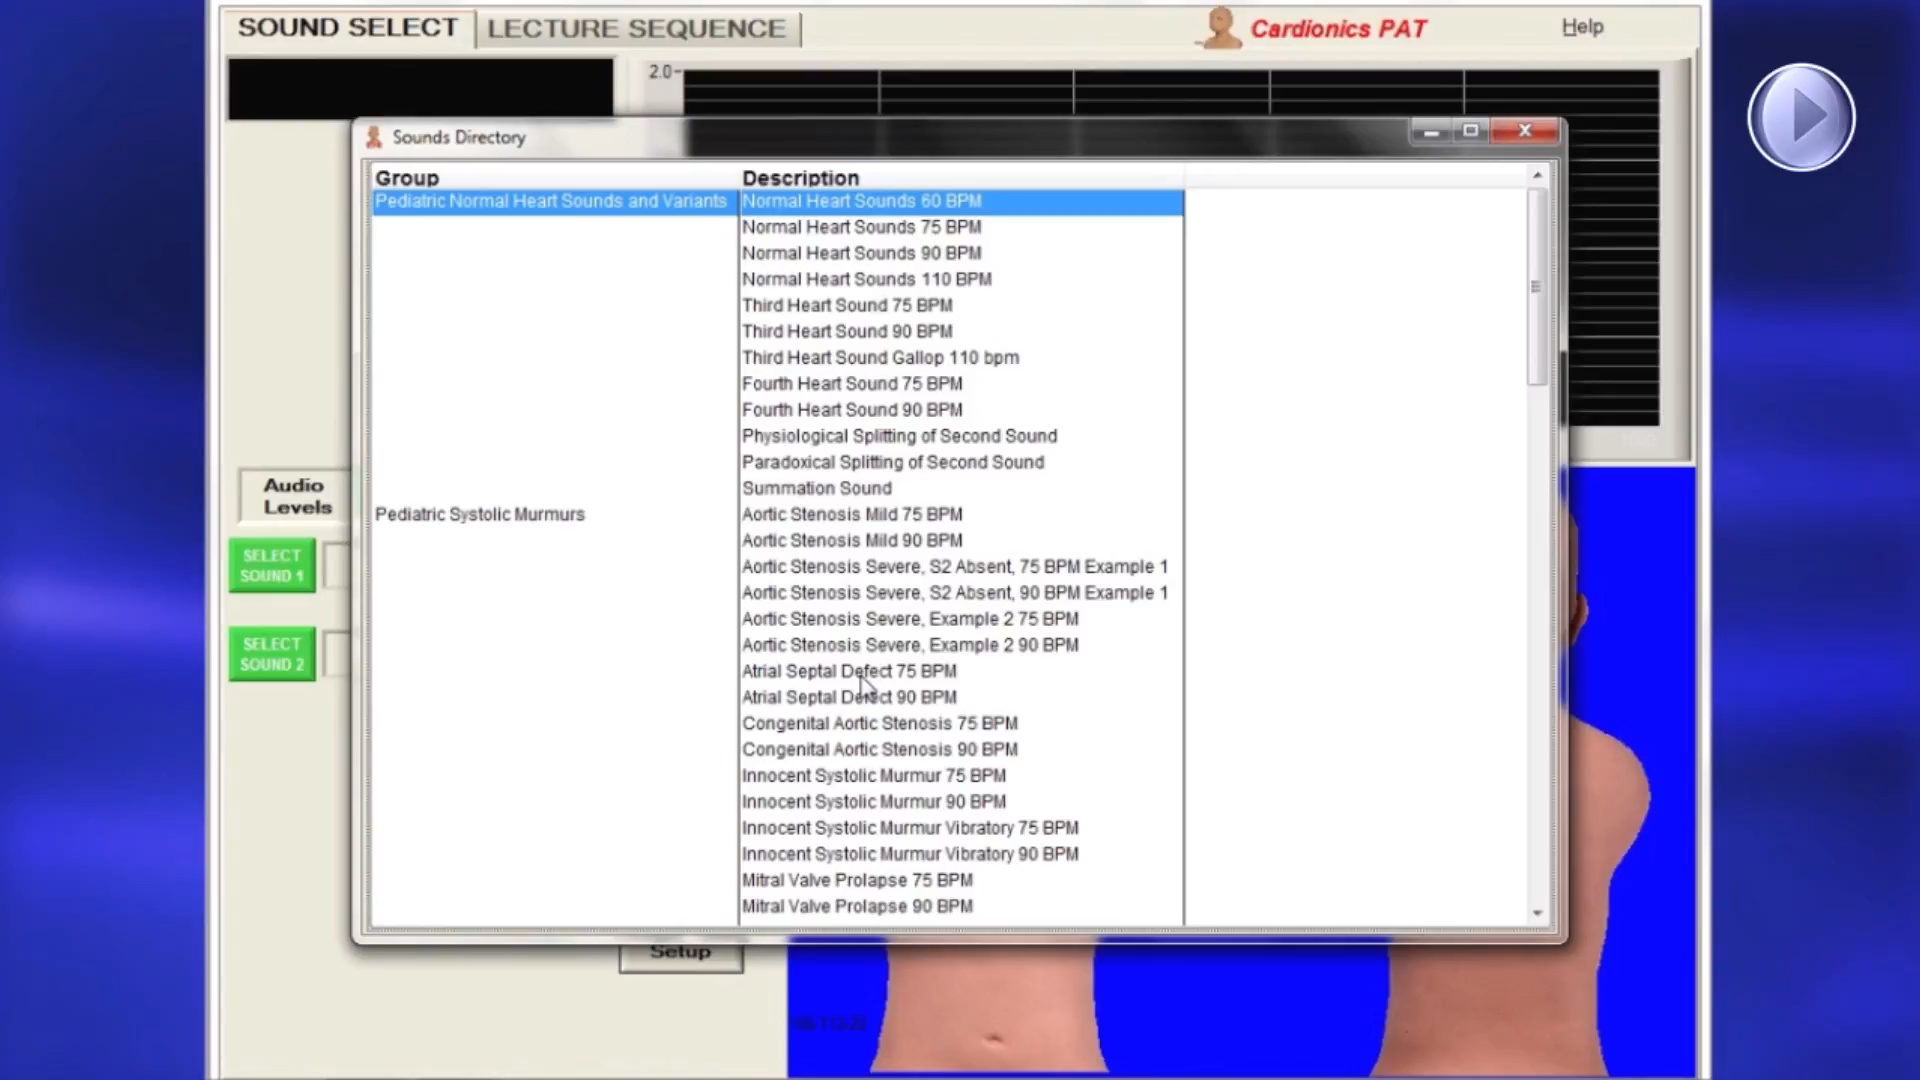 SOUND SELECT
LECTURE SEQUENCE
Cardionics PAT
Help
2.0
Sounds Directory
Group
Description
Pediatric Normal Heart Sounds and Variants
Normal Heart Sounds 60 BPM
Normal Heart Sounds 75 BPM
Normal Heart Sounds 90 BPM
Normal Heart Sounds 110 BPM
Third Heart Sound 75 BPM
Third Heart Sound 90 BPM
Third Heart Sound Gallop 110 bpm
Fourth Heart Sound 75 BPM
Fourth Heart Sound 90 BPM
Physiological Splitting of Second Sound
Paradoxical Splitting of Second Sound
Summation Sound
Pediatric Systolic Murmurs
Aortic Stenosis Mild 75 BPM
Aortic Stenosis Mild 90 BPM
Aortic Stenosis Severe, S2 Absent, 75 BPM Example 1
Aortic Stenosis Severe, S2 Absent, 90 BPM Example 1
Aortic Stenosis Severe, Example 2 75 BPM
Aortic Stenosis Severe, Example 2 90 BPM
Atrial Septal Defect 75 BPM
Atrial Septal Defect 90 BPM
Congenital Aortic Stenosis 75 BPM
Congenital Aortic Stenosis 90 BPM
Innocent Systolic Murmur 75 BPM
Innocent Systolic Murmur 90 BPM
Innocent Systolic Murmur Vibratory 75 BPM
Innocent Systolic Murmur Vibratory 90 BPM
Mitral Valve Prolapse 75 BPM
Mitral Valve Prolapse 90 BPM
Audio
Levels
SELECT
SOUND 1
SELECT
SOUND 2
Setup